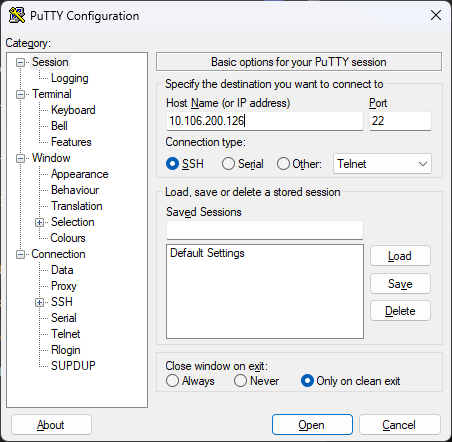 PuTTY Configuration
Category:
Session
Logging
Terminal
Keyboard
Bell
Features
Window
Appearance
Behaviour
Translation
Selection
Colours
Connection
Data
Proxy
SSH
Serial
Telnet
Rlogin
SUPDUP
Basic options for your PuTTY session
Specify the destination you want to connect to
Host Name (or IP address) Port
10.106.200.126 22
Connection type:
SSH Serial Other: Telnet
Load, save or delete a stored session
Saved Sessions
Default Settings
Load
Save
Delete
Close window on exit:
Always Never Only on clean exit
About Open Cancel